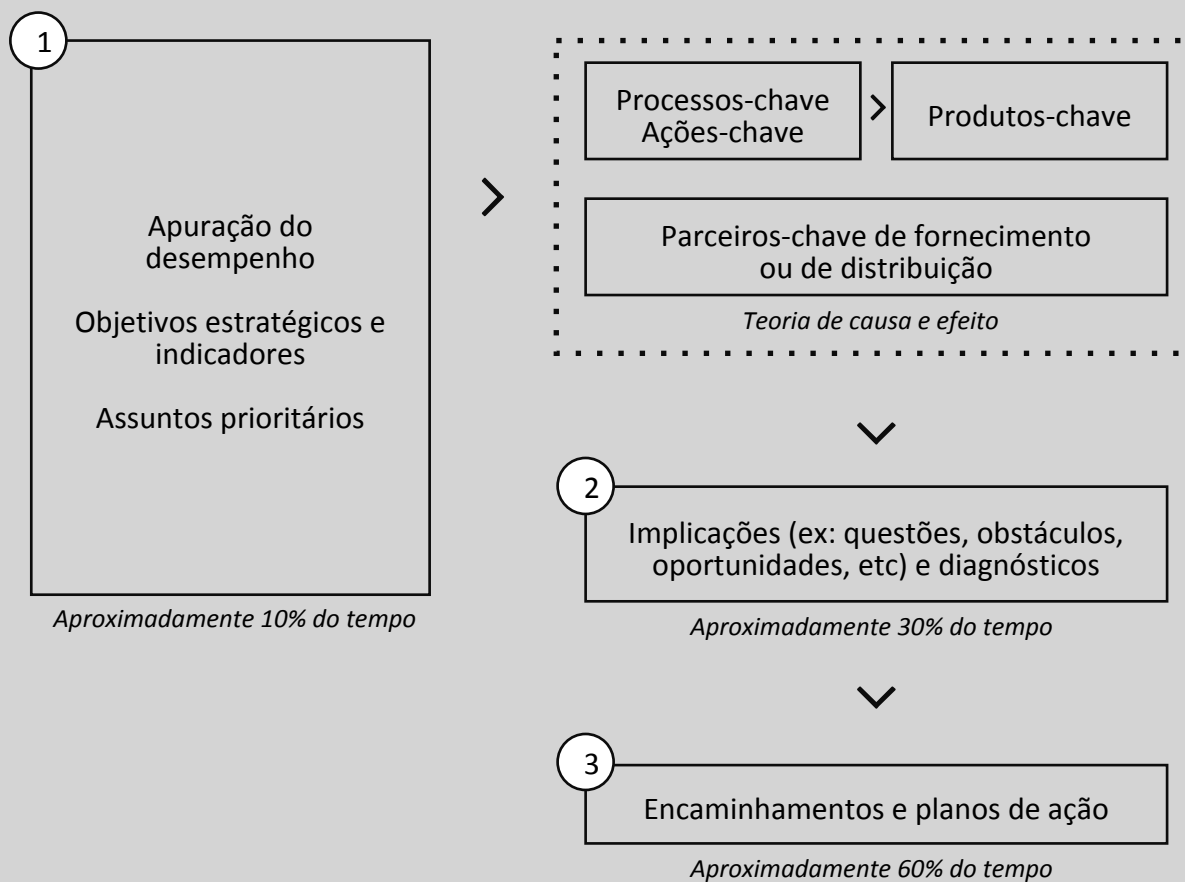 1
Apuração do
desempenho
Objetivos estratégicos e
indicadores
Assuntos prioritários
Aproximadamente 10% do tempo
Processos-chave
Ações-chave
Produtos-chave
Parceiros-chave de fornecimento
ou de distribuição
Teoria de causa e efeito
2
Implicações (ex: questões, obstáculos,
oportunidades, etc) e diagnósticos
Aproximadamente 30% do tempo
3
Encaminhamentos e planos de ação
Aproximadamente 60% do tempo